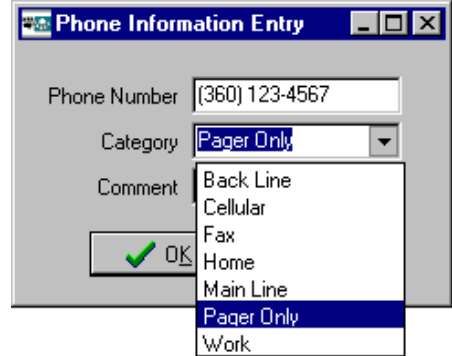 Phone Information Entry
Phone Number (360) 123-4567
Category Pager Only
Comment
Back Line
Cellular
Fax
Home
Main Line
Pager Only
Work
OK